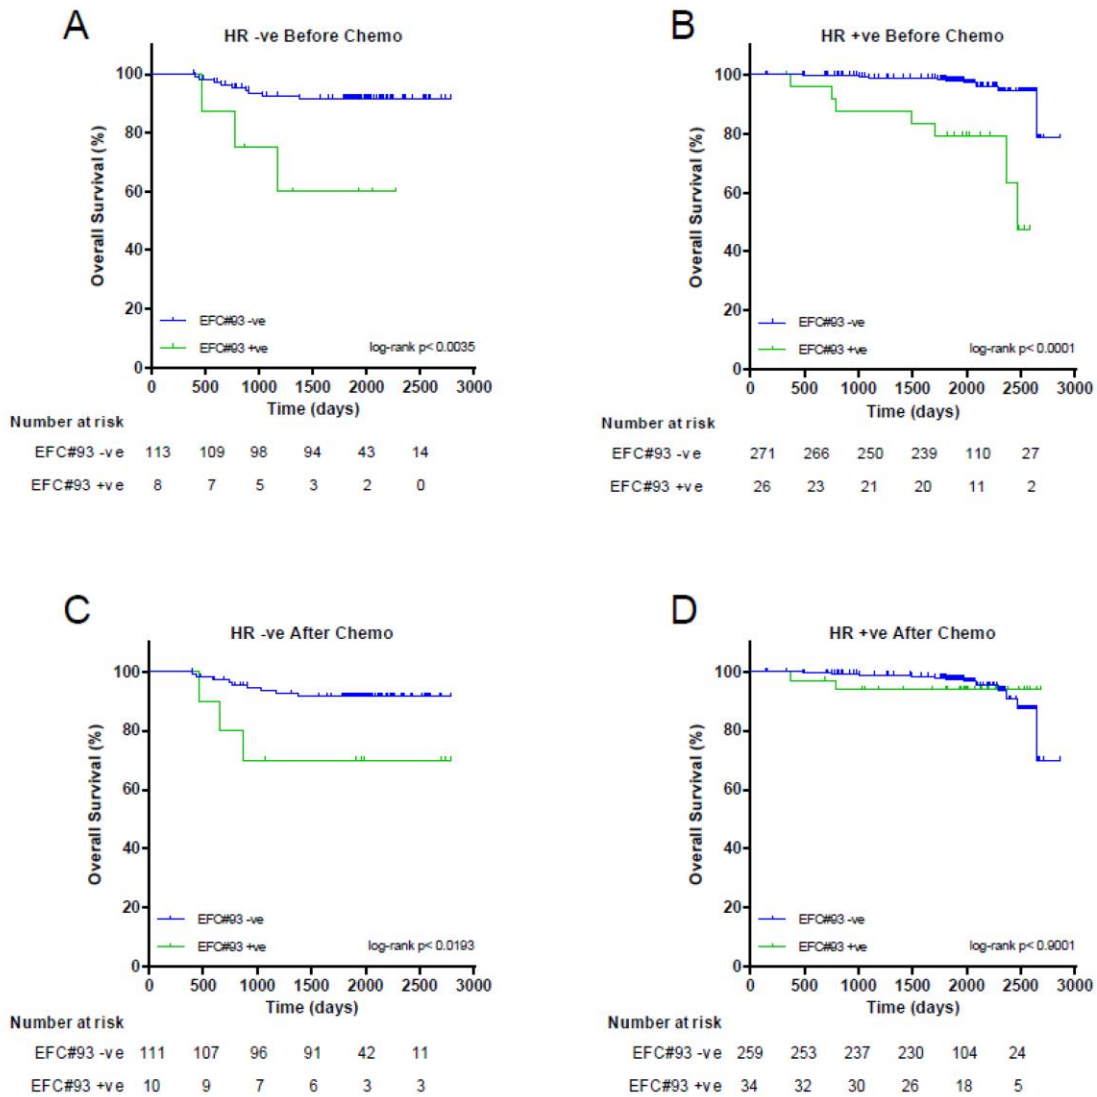 A
HR -ve Before Chemo
Overall Survival (%)
100
80
60
40
20
0
EFC#93 -ve
EFC#93 +ve
log-rank p< 0.0035
0 500 1000 1500 2000 2500 3000
Time (days)
Number at risk
EFC#93 -ve 113 109 98 94 43 14
EFC#93 +ve 8 7 5 3 2 0
B
HR +ve Before Chemo
Overall Survival (%)
100
80
60
40
20
0
EFC#93 -ve
EFC#93 +ve
log-rank p< 0.0001
0 500 1000 1500 2000 2500 3000
Time (days)
Number at risk
EFC#93 -ve 271 266 250 239 110 27
EFC#93 +ve 26 23 21 20 11 2
C
HR -ve After Chemo
Overall Survival (%)
100
80
60
40
20
0
EFC#93 -ve
EFC#93 +ve
log-rank p< 0.0193
0 500 1000 1500 2000 2500 3000
Time (days)
Number at risk
EFC#93 -ve 111 107 96 91 42 11
EFC#93 +ve 10 9 7 6 3 3
D
HR +ve After Chemo
Overall Survival (%)
100
80
60
40
20
0
EFC#93 -ve
EFC#93 +ve
log-rank p< 0.9001
0 500 1000 1500 2000 2500 3000
Time (days)
Number at risk
EFC#93 -ve 259 253 237 230 104 24
EFC#93 +ve 34 32 30 26 18 5